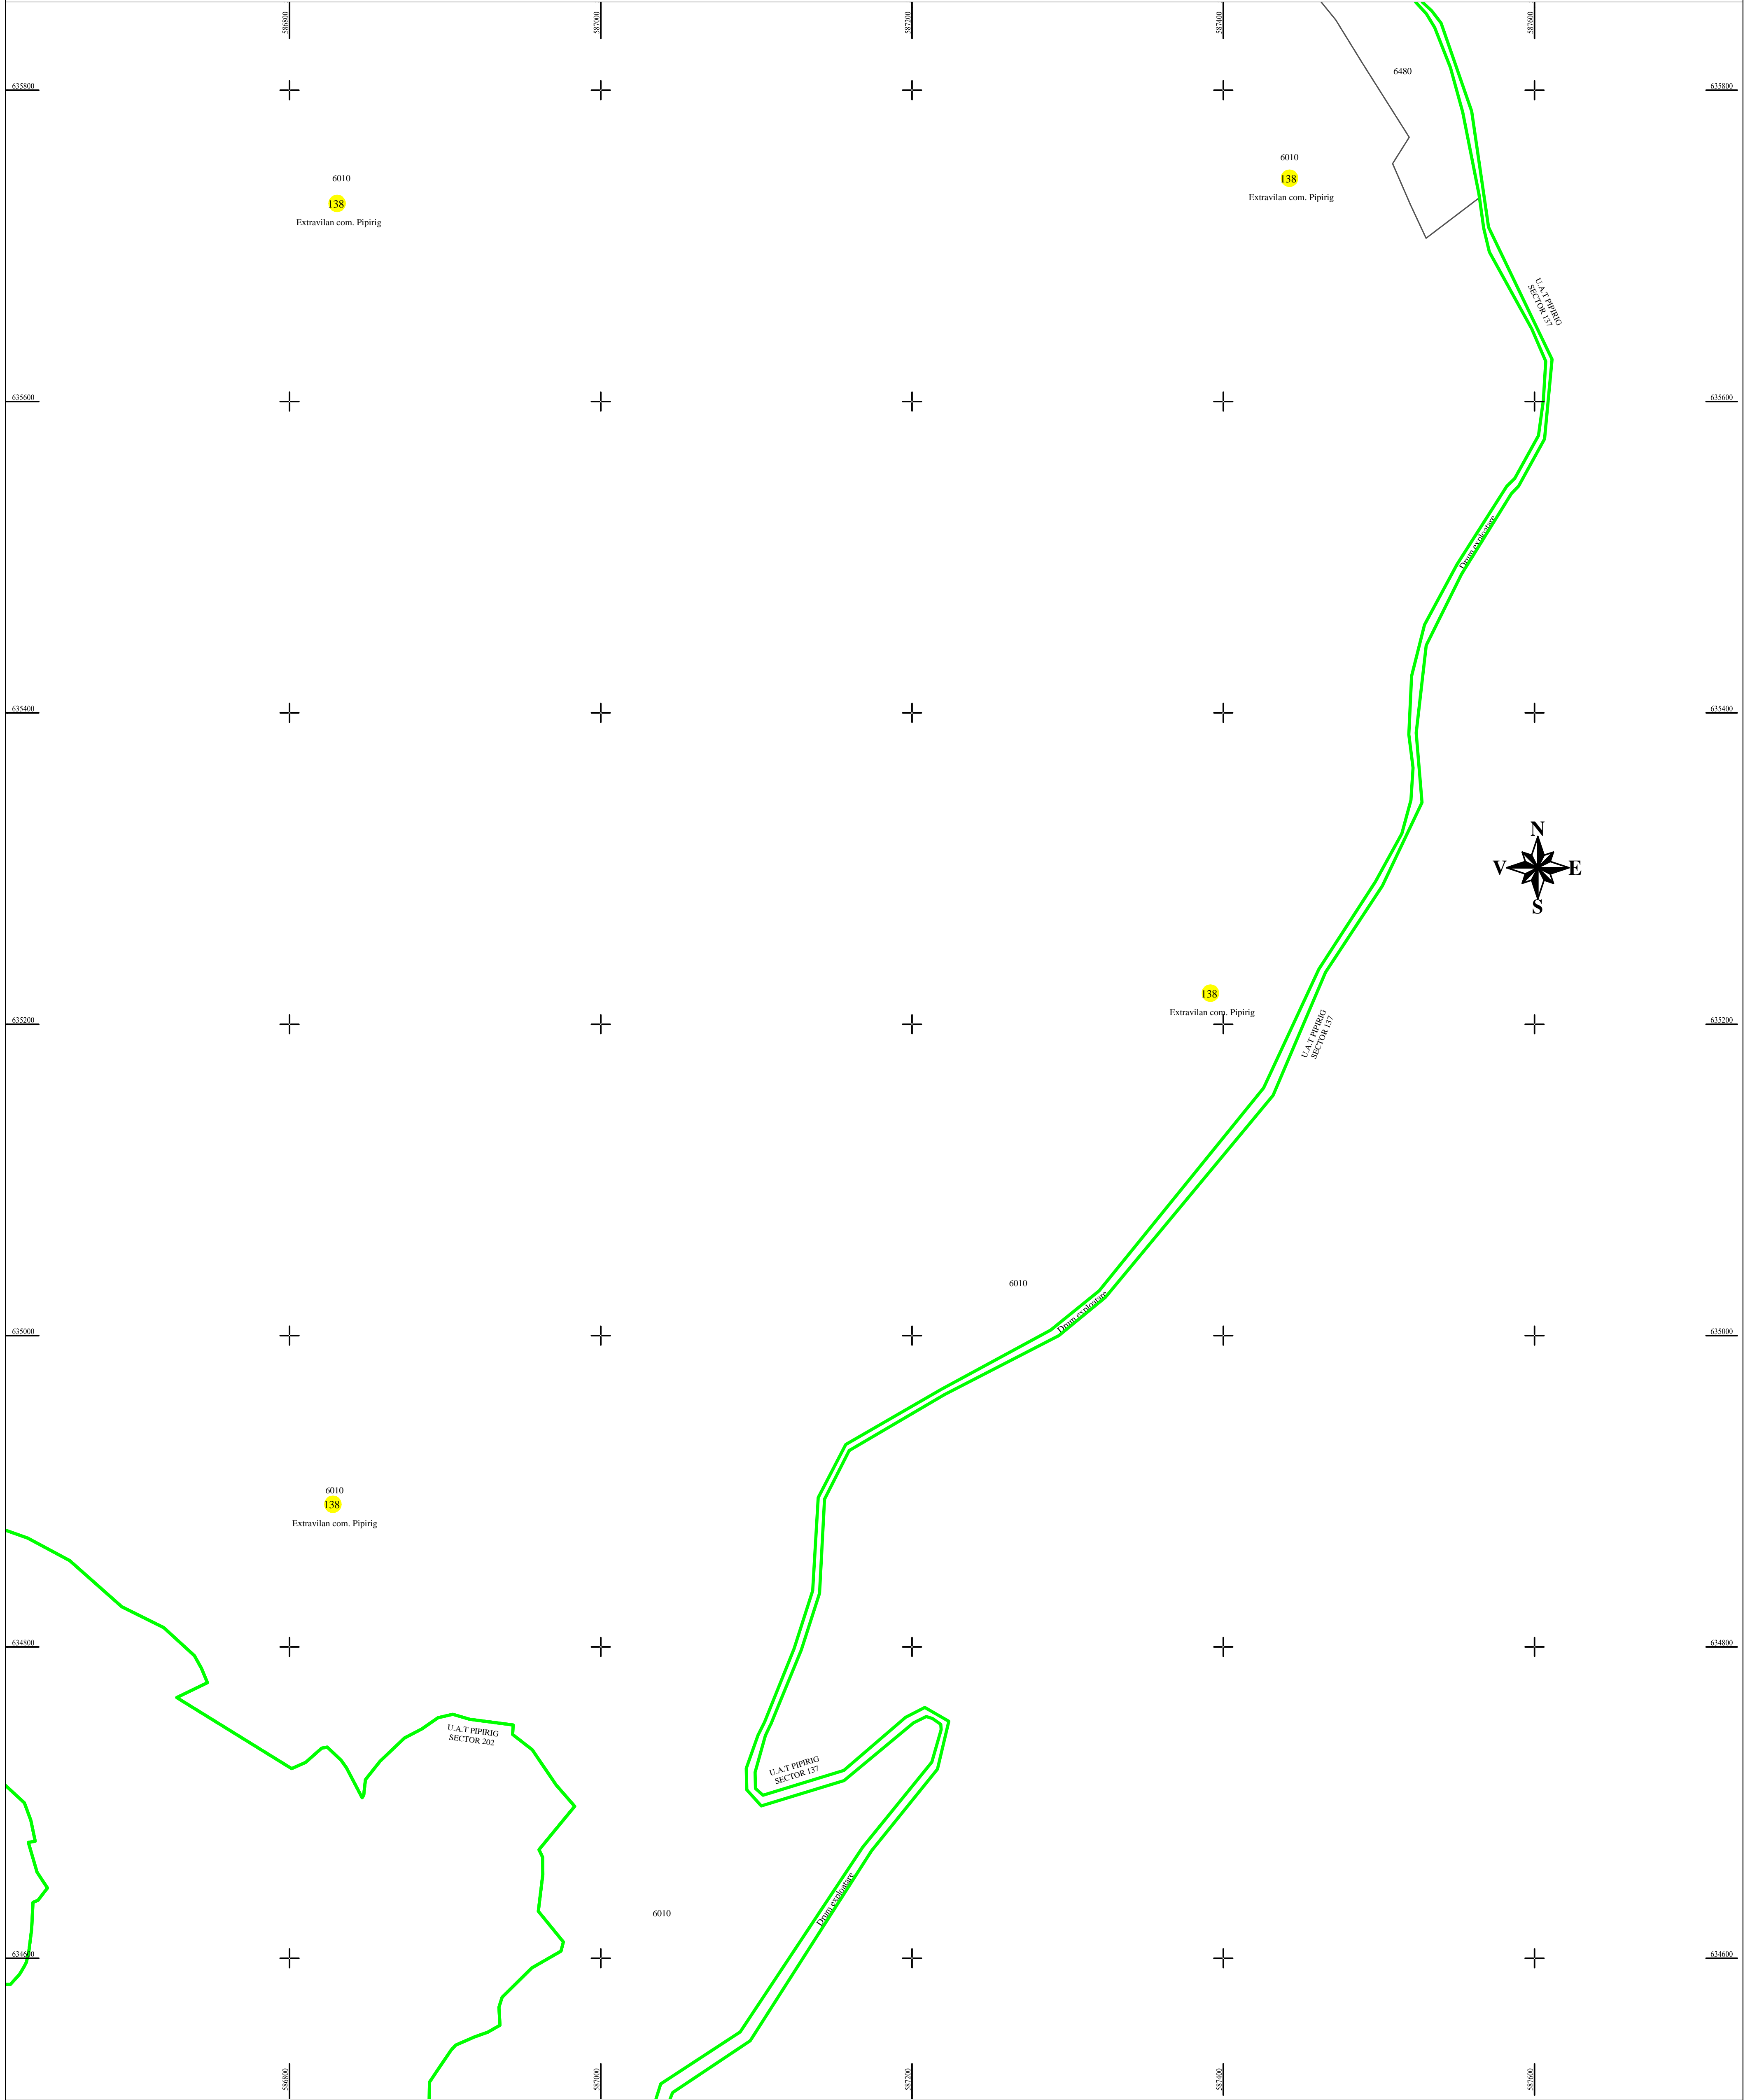 586800
587000
587200
587400
587600
6480
635800
635800
6010
138
Extravilan com. Pipirig
6010
138
Extravilan com. Pipirig
U.A.T PIPIRIG
SECTOR 137
635600
635600
Drum exploatare
635400
635400
N
V
E
S
138
Extravilan com. Pipirig
635200
635200
U.A.T PIPIRIG
SECTOR 137
6010
Drum exploatare
635000
635000
6010
138
Extravilan com. Pipirig
634800
634800
U.A.T PIPIRIG
SECTOR 202
U.A.T PIPIRIG
SECTOR 137
Drum exploatare
6010
634600
634600
586800
587000
587200
587400
587600